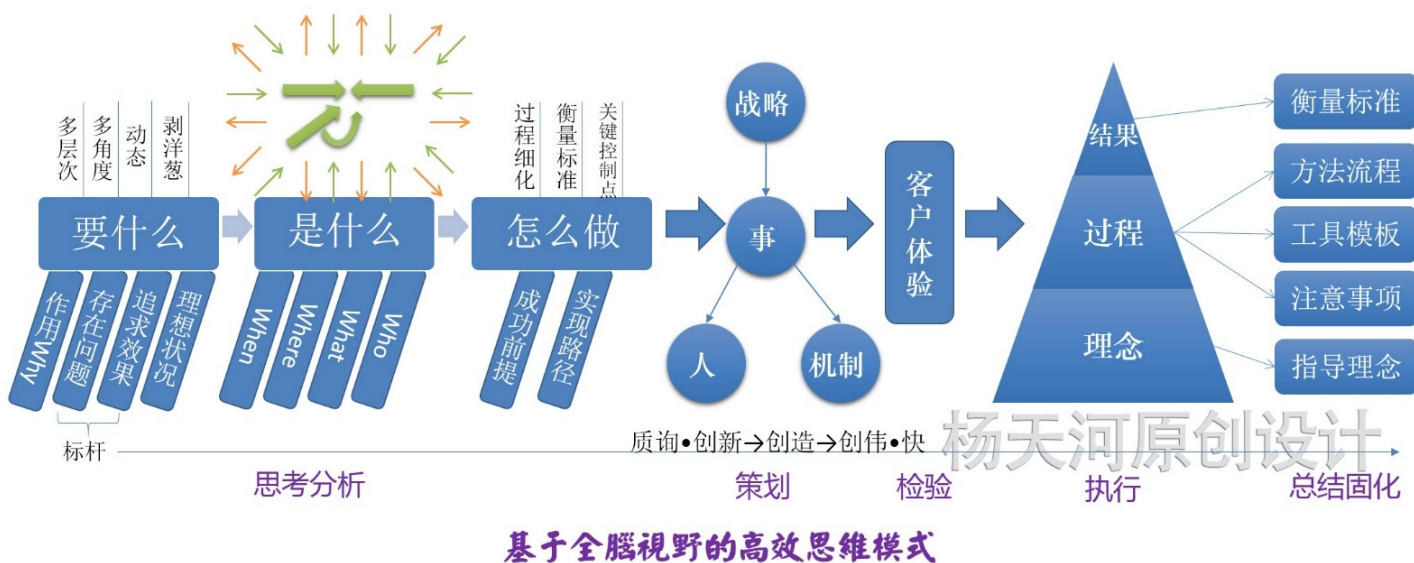 多层次
多角度
动态
剥洋葱
过程细化
衡量标准
关键控制点
要什么
是什么
怎么做
作用Why
存在问题
追求效果
理想状况
When
Where
What
Who
成功前提
实现路径
标杆
战略
事
人
机制
客户体验
结果
过程
理念
衡量标准
方法流程
工具模板
注意事项
指导理念
质询•创新→创造→创伟•快
杨天河原创设计
思考分析
策划
检验
执行
总结固化
基于全腦視野的高效思維模式